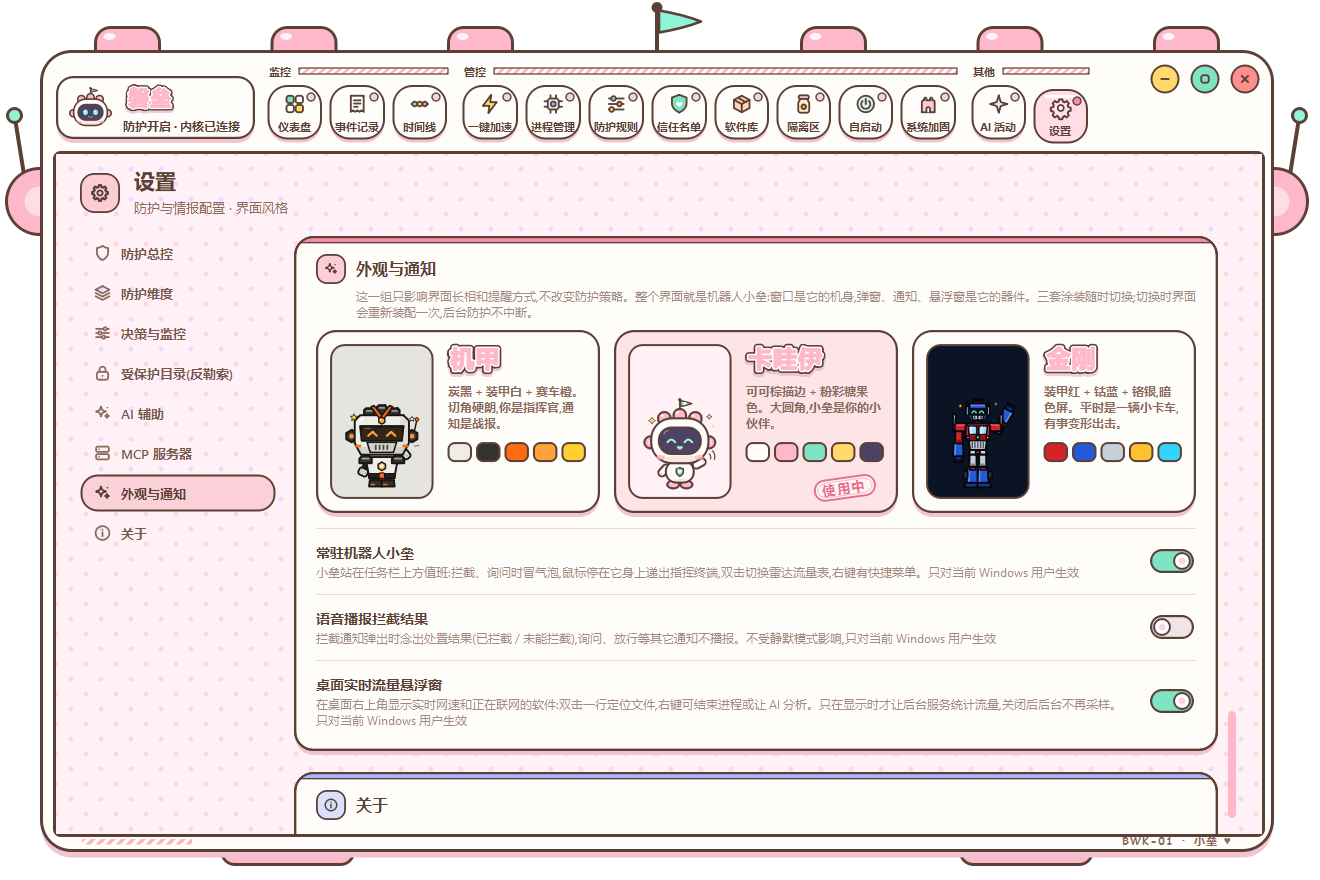 监控
管控
其他
磐垒
防护开启 · 内核已连接
仪表盘
事件记录
时间线
一键加速
进程管理
防护规则
信任名单
软件库
隔离区
自启动
系统加固
AI 活动
设置
设置
防护与情报配置 · 界面风格
防护总控
防护维度
决策与监控
受保护目录(反勒索)
AI 辅助
MCP 服务器
外观与通知
关于
外观与通知
这一组只影响界面长相和提醒方式,不改变防护策略。整个界面就是机器人小垒:窗口是它的机身,弹窗、通知、悬浮窗是它的器件。三套涂装随时切换;切换时界面
会重新装配一次,后台防护不中断。
机甲
炭黑 + 装甲白 + 赛车橙。
切角硬朗,你是指挥官,通
知是战报。
卡哇伊
可可棕描边 + 粉彩糖果
色。大圆角,小垒是你的小
伙伴。
使用中
金刚
装甲红 + 钴蓝 + 铬银,暗
色屏。平时是一辆小卡车,
有事变形出击。
常驻机器人小垒
小垒站在任务栏上方值班:拦截、询问时冒气泡,鼠标停在它身上递出指挥终端,双击切换雷达流量表,右键有快捷菜单。只对当前 Windows 用户生效
语音播报拦截结果
拦截通知弹出时念出处置结果(已拦截 / 未能拦截),询问、放行等其它通知不播报。不受静默模式影响,只对当前 Windows 用户生效
桌面实时流量悬浮窗
在桌面右上角显示实时网速和正在联网的软件:双击一行定位文件,右键可结束进程或让 AI 分析。只在显示时才让后台服务统计流量,关闭后后台不再采样。
只对当前 Windows 用户生效
关于
BWK-01 · 小垒 ♥